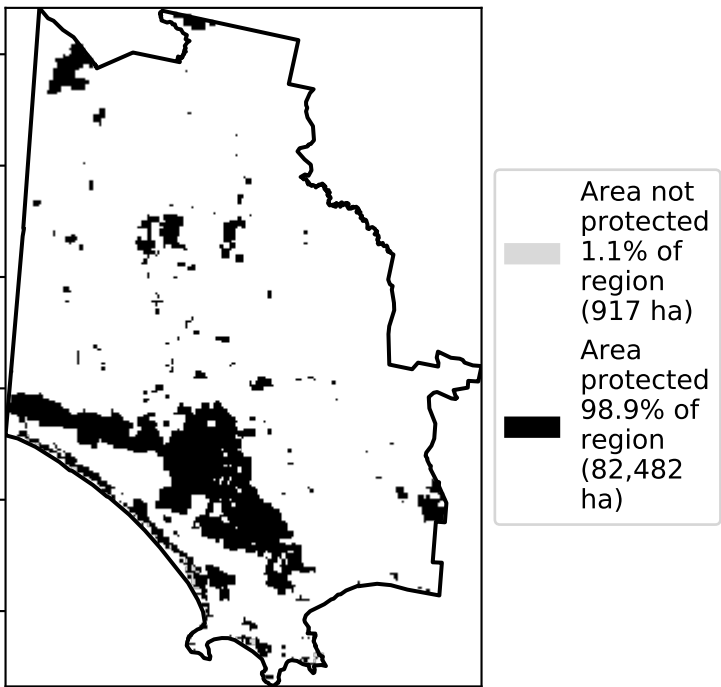 Area not
protected
1.1% of
region
(917 ha)
Area
protected
98.9% of
region
(82,482
ha)